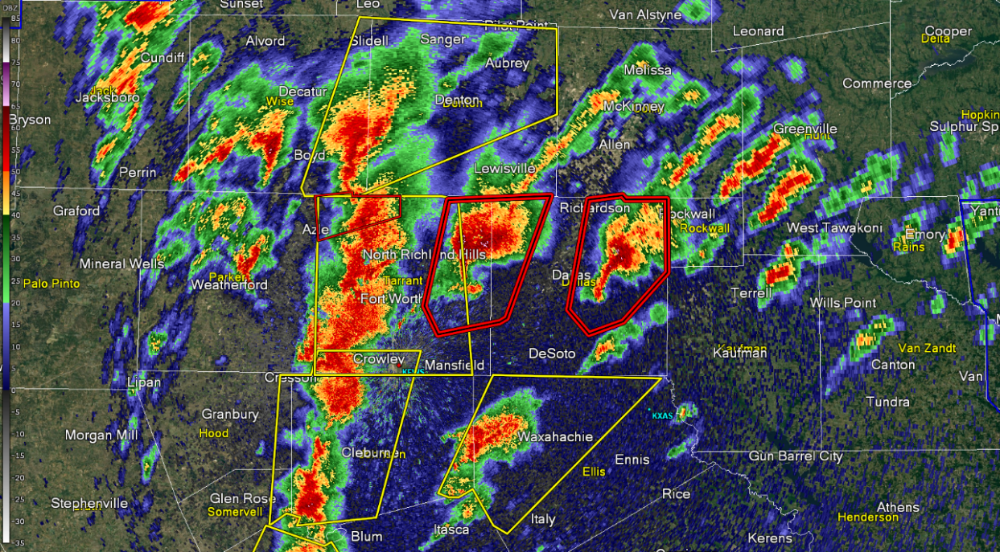 DBZ
85
80
75
70
65
60
55
50
45
40
35
30
25
20
15
10
5
0
-5
-10
-15
-20
-25
-30
-35
Sunset
Leo
Van Alstyne
Leonard
Cooper
Delta
Alvord
Slidell
Sanger
Pilot Point
Cundiff
Aubrey
Melissa
Commerce
Jack
Jacksboro
Decatur
Wise
Denton
McKinney
Hopkin
Bryson
Sulphur Sp
Greenville
Hunt
Boyd
Allen
Perrin
Lewisville
Graford
Azle
Richardson
Rockwall
Rockwall
Yanti
West Tawakoni
Emory
Rains
Mineral Wells
North Richland Hills
Palo Pinto
Parker
Weatherford
Tarrant
Fort Worth
Dallas
Dallas
Terrell
Wills Point
Crowley
Mansfield
DeSoto
Kaufman
Kaufman
Van Zandt
Canton
Van
Cresson
Lipan
Tundra
Granbury
Hood
KXAS
Morgan Mill
Cleburne
Waxahachie
Ennis
Ellis
Gun Barrel City
Stephenville
Glen Rose
Somervell
Rice
Athens
Henderson
Italy
Itasca
Blum
Kerens